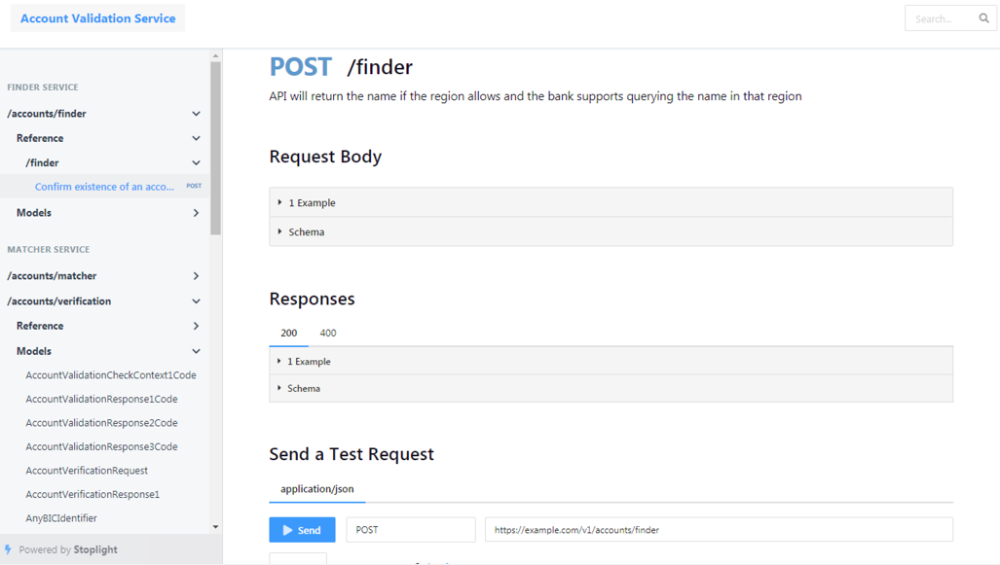 Account Validation Service
Search...
FINDER SERVICE
/accounts/finder
Reference
/finder
Confirm existence of an acco... POST
Models
MATCHER SERVICE
/accounts/matcher
/accounts/verification
Reference
Models
AccountValidationCheckContext1Code
AccountValidationResponse1Code
AccountValidationResponse2Code
AccountValidationResponse3Code
AccountVerificationRequest
AccountVerificationResponse1
AnyBICIdentifier
Powered by Stoplight
POST /finder
API will return the name if the region allows and the bank supports querying the name in that region
Request Body
1 Example
Schema
Responses
200 400
1 Example
Schema
Send a Test Request
application/json
Send POST https://example.com/v1/accounts/finder